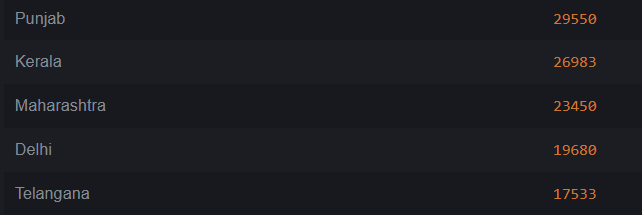 Punjab 29550
Kerala 26983
Maharashtra 23450
Delhi 19680
Telangana 17533